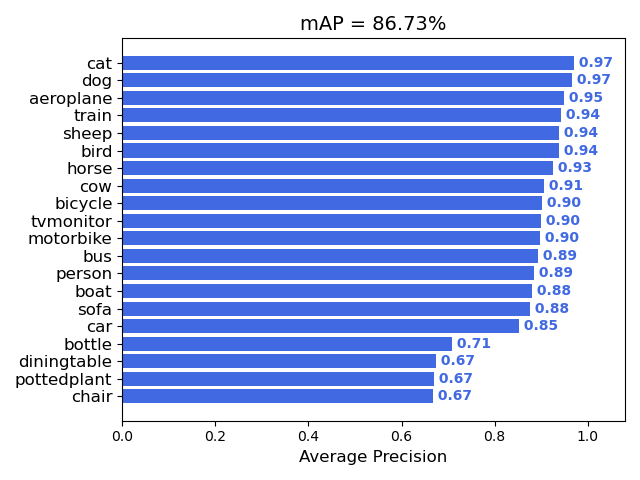 mAP = 86.73%
cat 0.97
dog 0.97
aeroplane 0.95
train 0.94
sheep 0.94
bird 0.94
horse 0.93
cow 0.91
bicycle 0.90
tvmonitor 0.90
motorbike 0.90
bus 0.89
person 0.89
boat 0.88
sofa 0.88
car 0.85
bottle 0.71
diningtable 0.67
pottedplant 0.67
chair 0.67
0.0 0.2 0.4 0.6 0.8 1.0
Average Precision